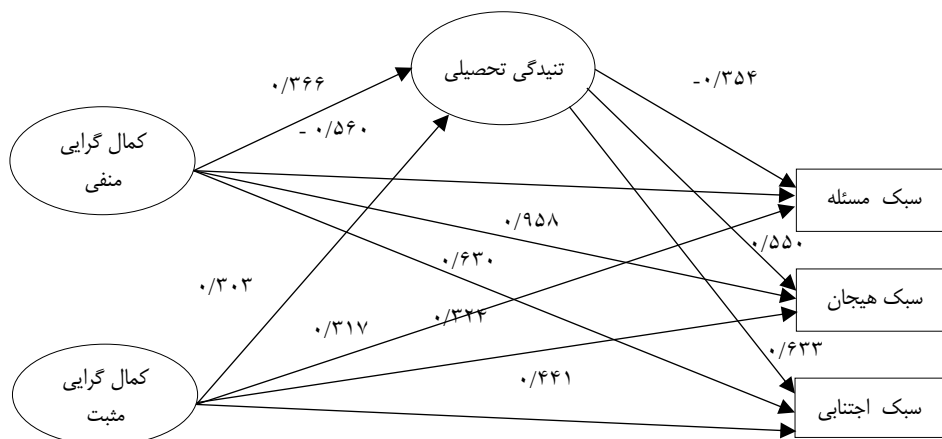 تنیدگی تحصیلی
۰/۳۶۶
-۰/۳۵۴
- ۰/۵۶۰
کمال گرایی
منفی
سبک مسئله
۰/۹۵۸
۰/۵۵۰
۰/۶۳۰
۰/۳۰۳
سبک هیجان
۰/۳۱۷
۰/۳۲۴
۰/۶۳۳
۰/۴۴۱
کمال گرایی
مثبت
سبک اجتنابی